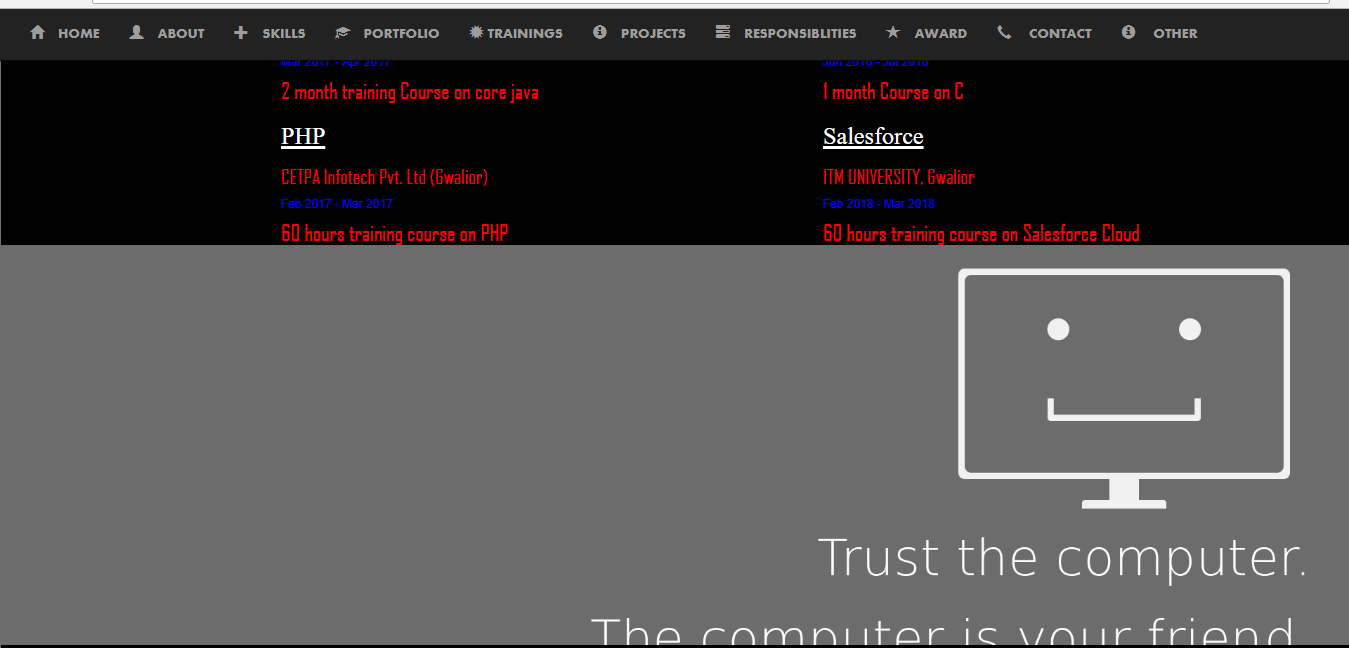 HOME ABOUT SKILLS PORTFOLIO TRAININGS PROJECTS RESPONSIBLITIES AWARD CONTACT OTHER
Mar 2017 - Apr 2017 Jun 2016 - Jul 2016
2 month training Course on core java 1 month Course on C
PHP Salesforce
CETPA Infotech Pvt. Ltd (Gwalior) ITM UNIVERSITY, Gwalior
Feb 2017 - Mar 2017 Feb 2018 - Mar 2018
60 hours training course on PHP 60 hours training course on Salesforce Cloud
Trust the computer.
The computer is your friend